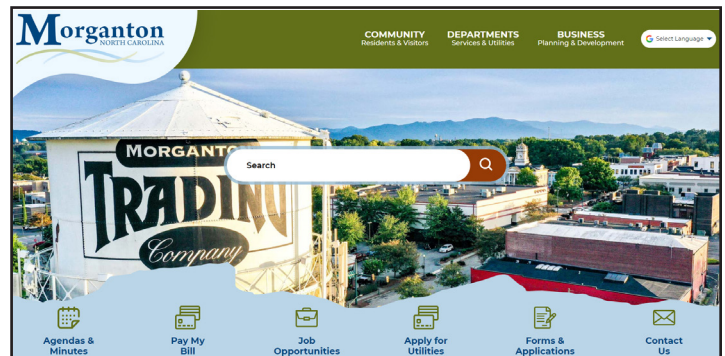 Morganton
NORTH CAROLINA
COMMUNITY
Residents & Visitors
DEPARTMENTS
Services & Utilities
BUSINESS
Planning & Development
Select Language
MORGANT
TRADIN
Company
Search
Agendas &
Minutes
Pay My
Bill
Job
Opportunities
Apply for
Utilities
Forms &
Applications
Contact
Us